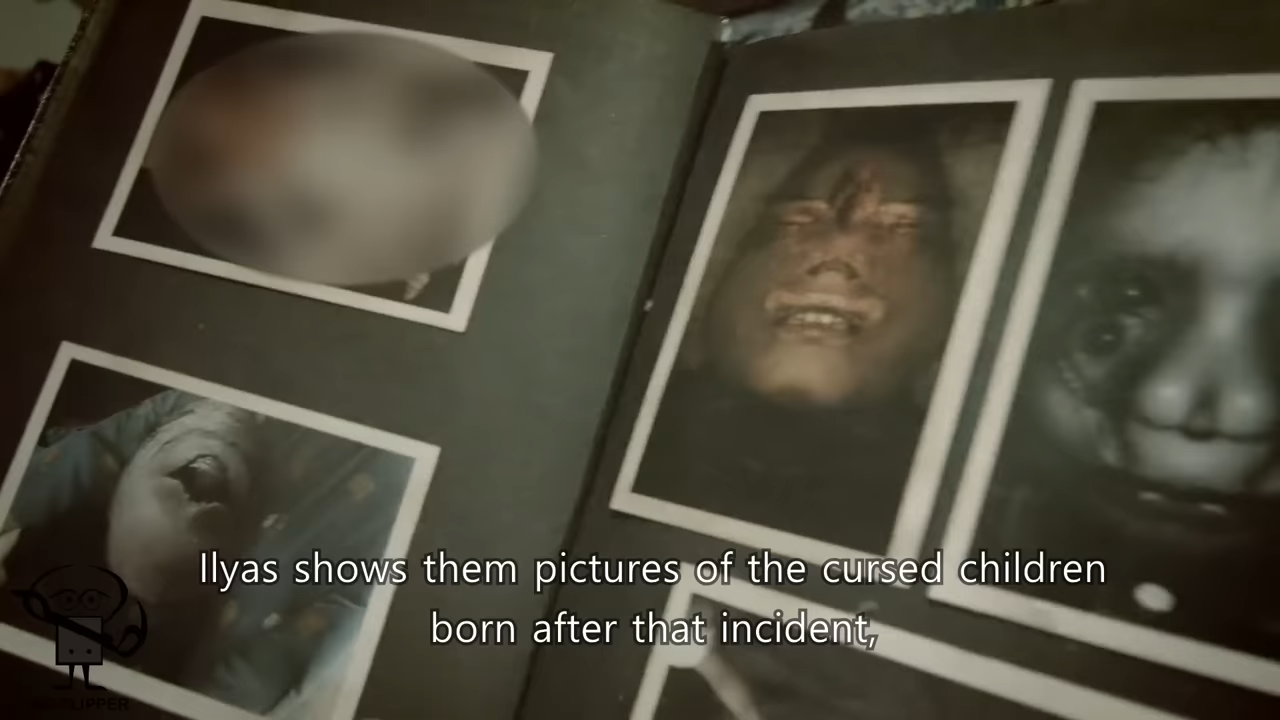 Ilyas shows them pictures of the cursed children
born after that incident,